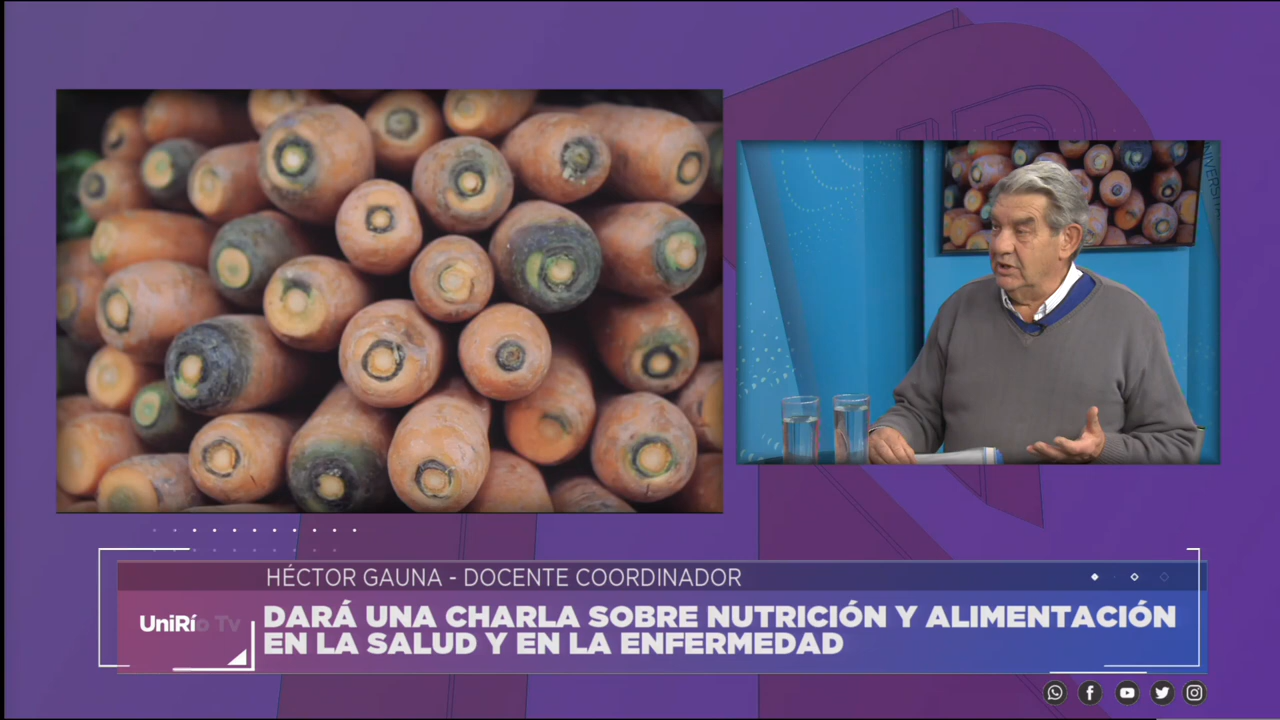 HÉCTOR GAUNA - DOCENTE COORDINADOR
UniRío Tv
DARÁ UNA CHARLA SOBRE NUTRICIÓN Y ALIMENTACIÓN
EN LA SALUD Y EN LA ENFERMEDAD